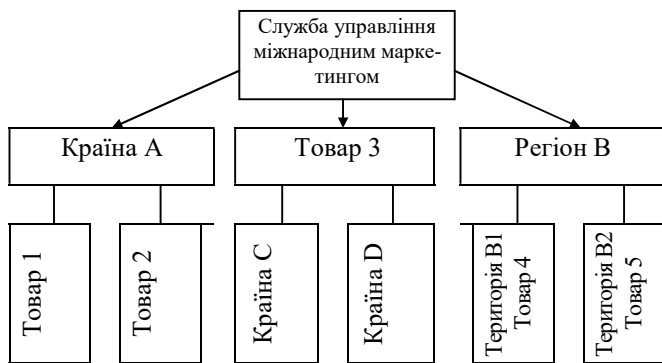 Служба управління
міжнародним марке-
тингом
Країна А
Товар 3
Регіон В
Товар 1
Товар 2
Країна С
Країна D
Територія В1
Товар 4
Територія В2
Товар 5